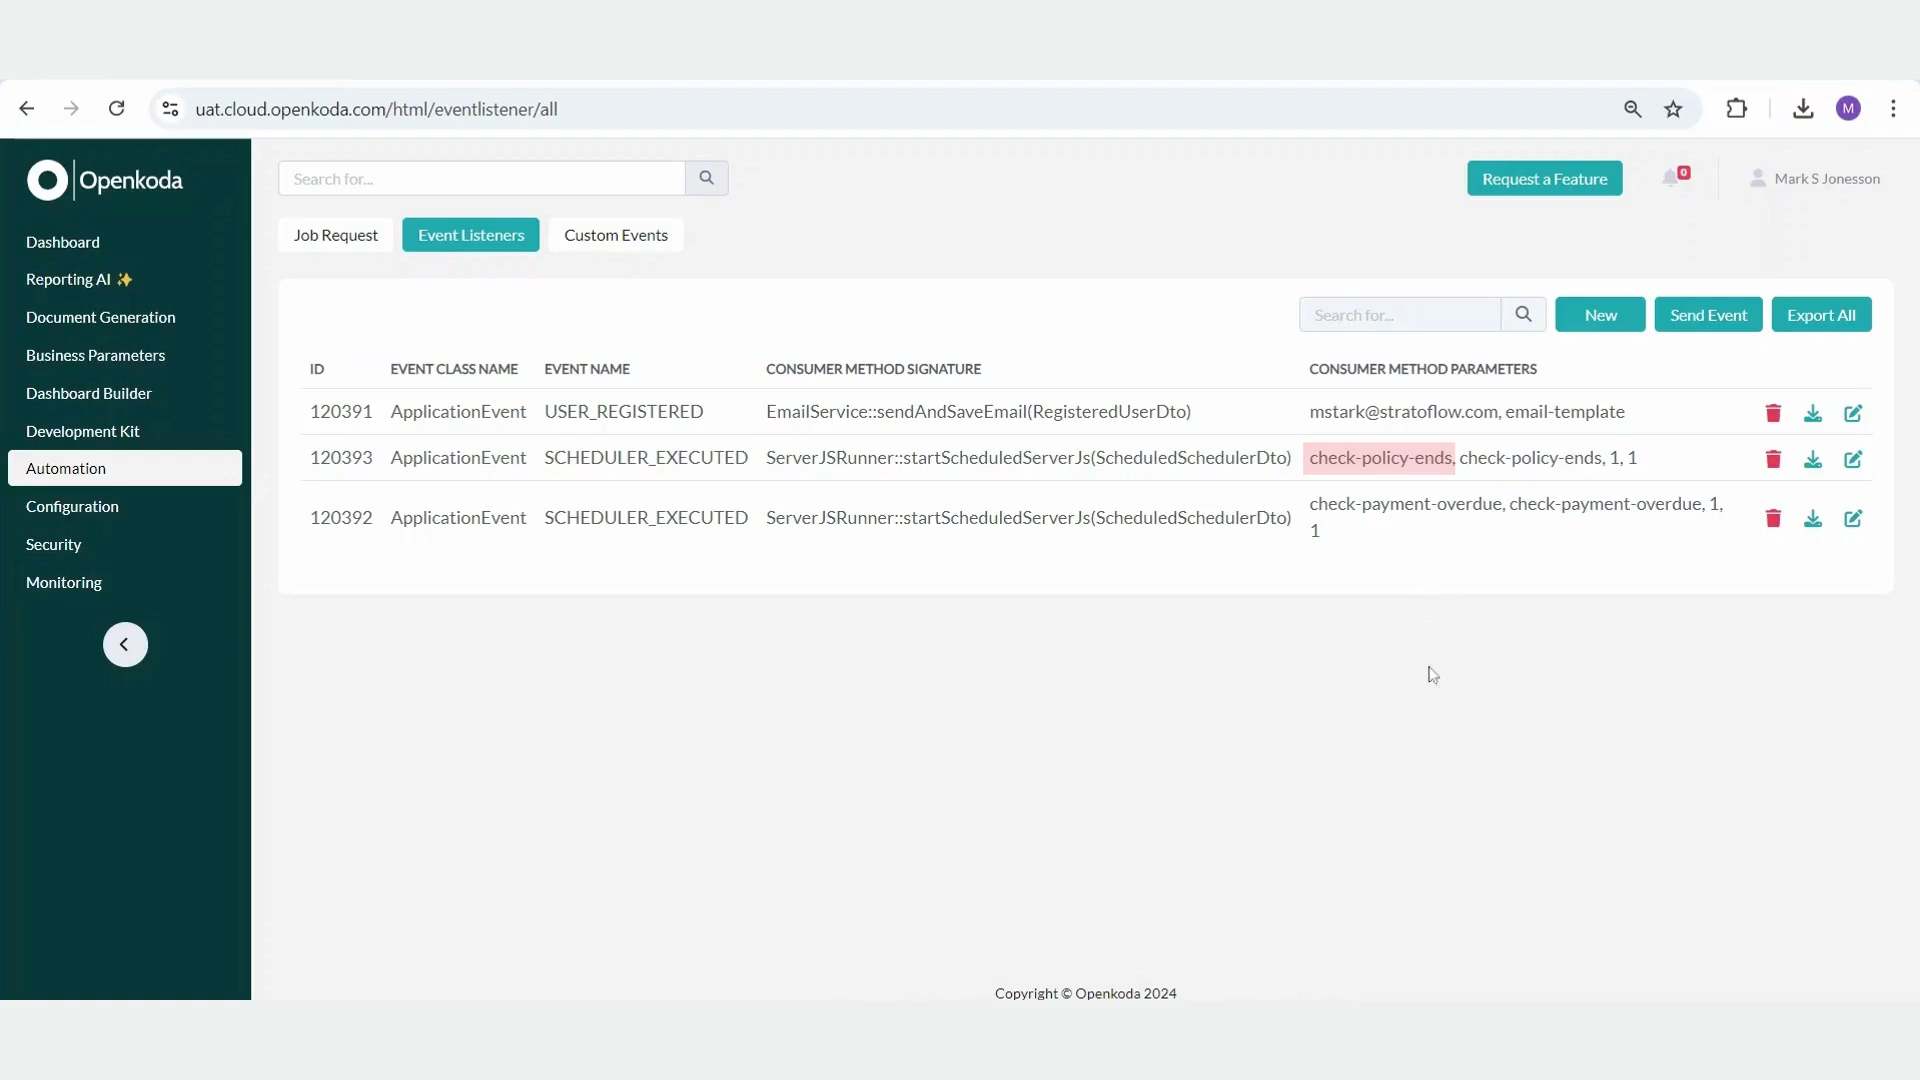 uat.cloud.openkoda.com/html/eventlistener/all
M
Openkoda
Search for...
Request a Feature
0
Mark S Jonesson
Job Request
Event Listeners
Custom Events
Dashboard
Reporting AI ✨
Document Generation
Business Parameters
Dashboard Builder
Development Kit
Automation
Configuration
Security
Monitoring
Search for...
New
Send Event
Export All
ID EVENT CLASS NAME EVENT NAME CONSUMER METHOD SIGNATURE CONSUMER METHOD PARAMETERS
120391 ApplicationEvent USER_REGISTERED EmailService::sendAndSaveEmail(RegisteredUserDto) mstark@stratoflow.com, email-template
120393 ApplicationEvent SCHEDULER_EXECUTED ServerJSRunner::startScheduledServerJs(ScheduledSchedulerDto) check-policy-ends, check-policy-ends, 1, 1
120392 ApplicationEvent SCHEDULER_EXECUTED ServerJSRunner::startScheduledServerJs(ScheduledSchedulerDto) check-payment-overdue, check-payment-overdue, 1,
1
Copyright © Openkoda 2024